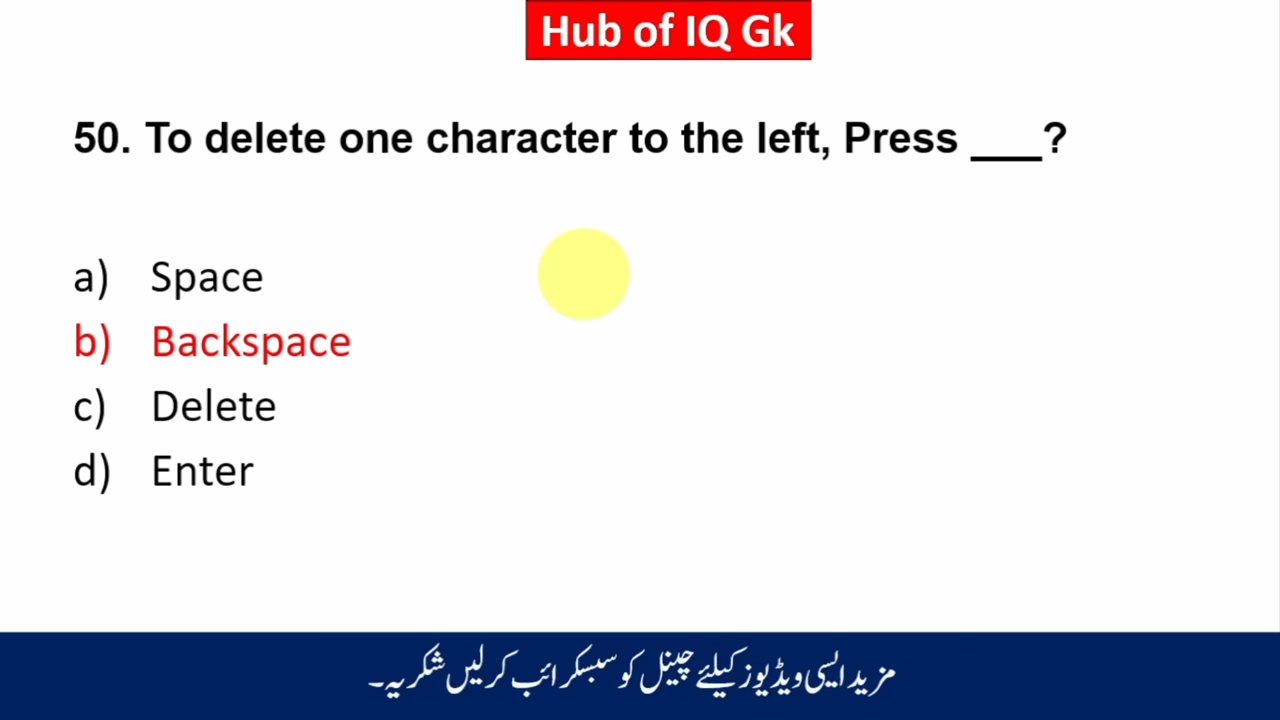 Hub of IQ Gk
50. To delete one character to the left, Press ___?
a) Space
b) Backspace
c) Delete
d) Enter
مزید ایسی ویڈیوز کیلئے چینل کو سبسکرائب کر لیں شکریہ۔